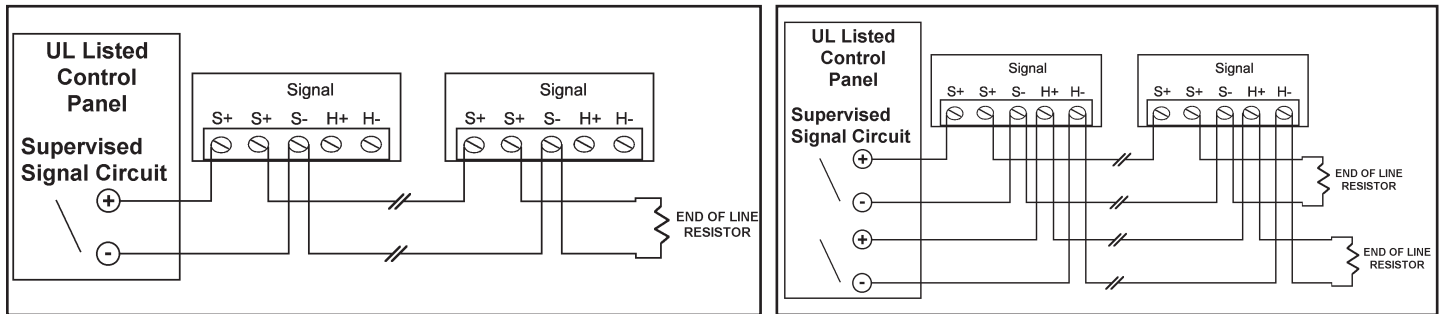 UL Listed
Control
Panel
Supervised
Signal Circuit
+
-
Signal
S+ S+ S- H+ H-
Signal
S+ S+ S- H+ H-
END OF LINE
RESISTOR
UL Listed
Control
Panel
Supervised
Signal Circuit
+
-
+
-
Signal
S+ S+ S- H+ H-
Signal
S+ S+ S- H+ H-
END OF LINE
RESISTOR
END OF LINE
RESISTOR